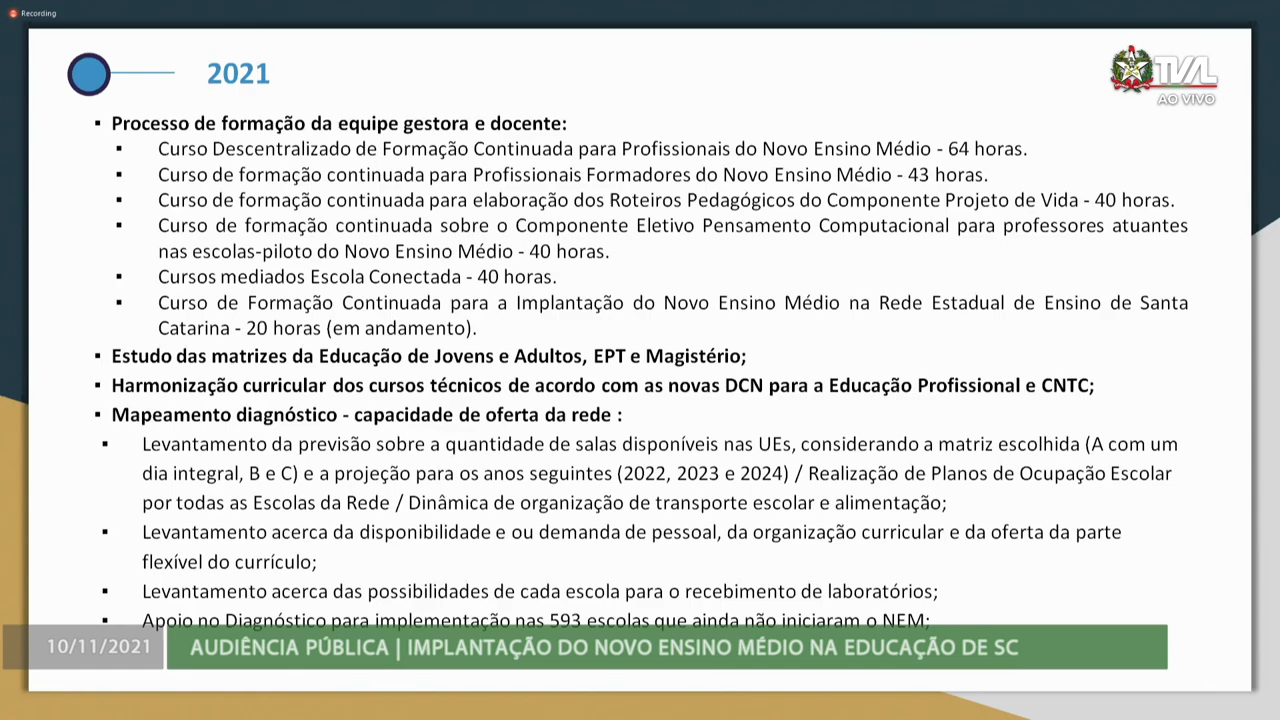 Recording
2021
TVAL
AO VIVO
▪ Processo de formação da equipe gestora e docente:
▪ Curso Descentralizado de Formação Continuada para Profissionais do Novo Ensino Médio - 64 horas.
▪ Curso de formação continuada para Profissionais Formadores do Novo Ensino Médio - 43 horas.
▪ Curso de formação continuada para elaboração dos Roteiros Pedagógicos do Componente Projeto de Vida - 40 horas.
▪ Curso de formação continuada sobre o Componente Eletivo Pensamento Computacional para professores atuantes
nas escolas-piloto do Novo Ensino Médio - 40 horas.
▪ Cursos mediados Escola Conectada - 40 horas.
▪ Curso de Formação Continuada para a Implantação do Novo Ensino Médio na Rede Estadual de Ensino de Santa
Catarina - 20 horas (em andamento).
▪ Estudo das matrizes da Educação de Jovens e Adultos, EPT e Magistério;
▪ Harmonização curricular dos cursos técnicos de acordo com as novas DCN para a Educação Profissional e CNTC;
▪ Mapeamento diagnóstico - capacidade de oferta da rede :
▪ Levantamento da previsão sobre a quantidade de salas disponíveis nas UEs, considerando a matriz escolhida (A com um
dia integral, B e C) e a projeção para os anos seguintes (2022, 2023 e 2024) / Realização de Planos de Ocupação Escolar
por todas as Escolas da Rede / Dinâmica de organização de transporte escolar e alimentação;
▪ Levantamento acerca da disponibilidade e ou demanda de pessoal, da organização curricular e da oferta da parte
flexível do currículo;
▪ Levantamento acerca das possibilidades de cada escola para o recebimento de laboratórios;
▪ Apoio no Diagnóstico para implementação nas 593 escolas que ainda não iniciaram o NEM;
10/11/2021
AUDIÊNCIA PÚBLICA | IMPLANTAÇÃO DO NOVO ENSINO MÉDIO NA EDUCAÇÃO DE SC